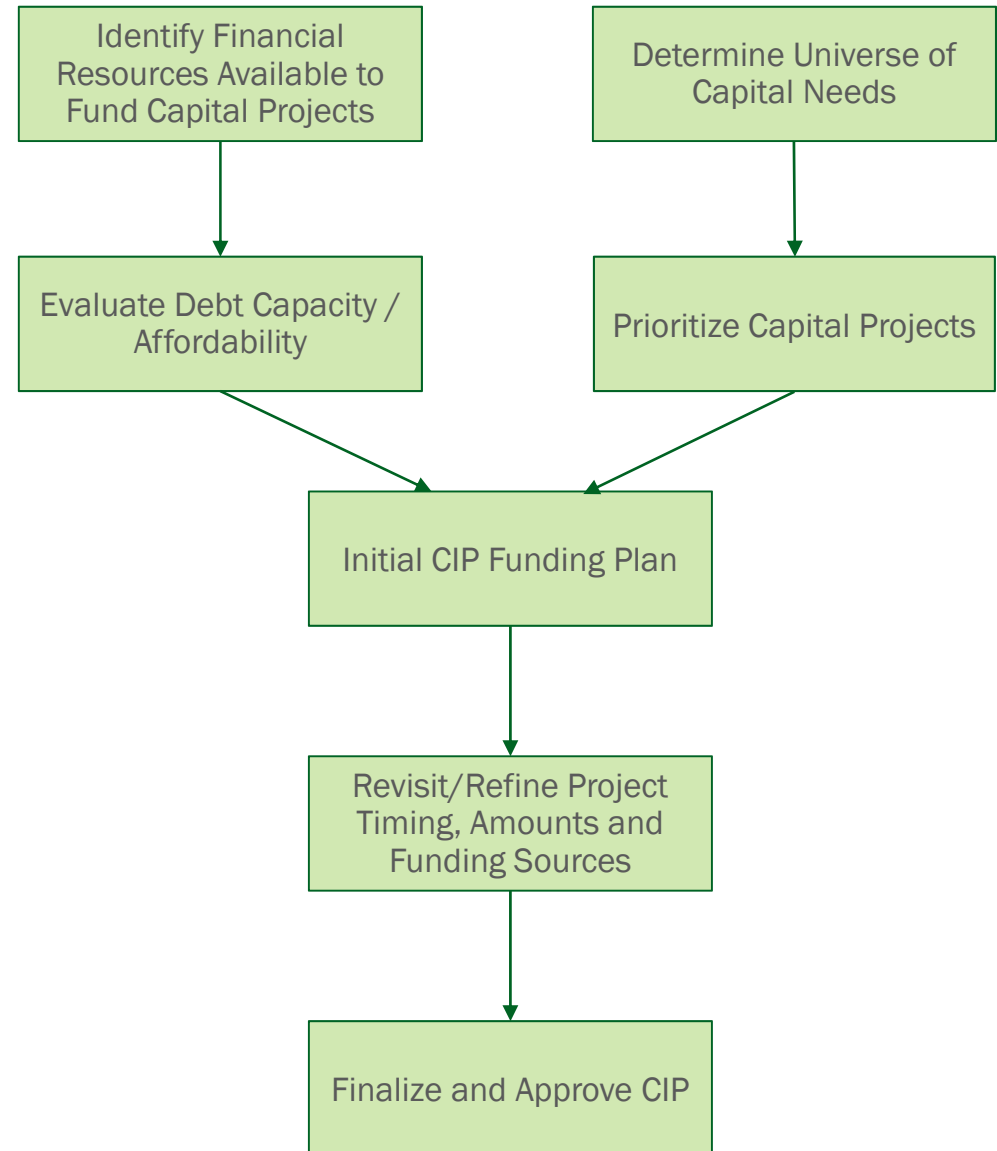 Identify Financial
Resources Available to
Fund Capital Projects
Determine Universe of
Capital Needs
Evaluate Debt Capacity /
Affordability
Prioritize Capital Projects
Initial CIP Funding Plan
Revisit/Refine Project
Timing, Amounts and
Funding Sources
Finalize and Approve CIP